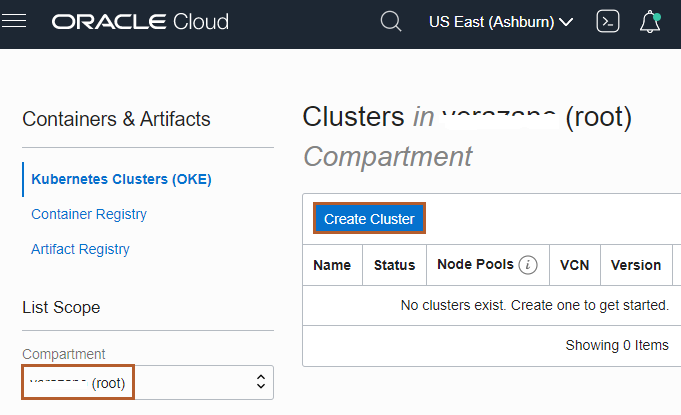 ORACLE Cloud
US East (Ashburn)
Containers & Artifacts
Kubernetes Clusters (OKE)
Container Registry
Artifact Registry
List Scope
Compartment
(root)
Clusters in (root)
Compartment
Create Cluster
Name Status Node Pools i VCN Version
No clusters exist. Create one to get started.
Showing 0 Items